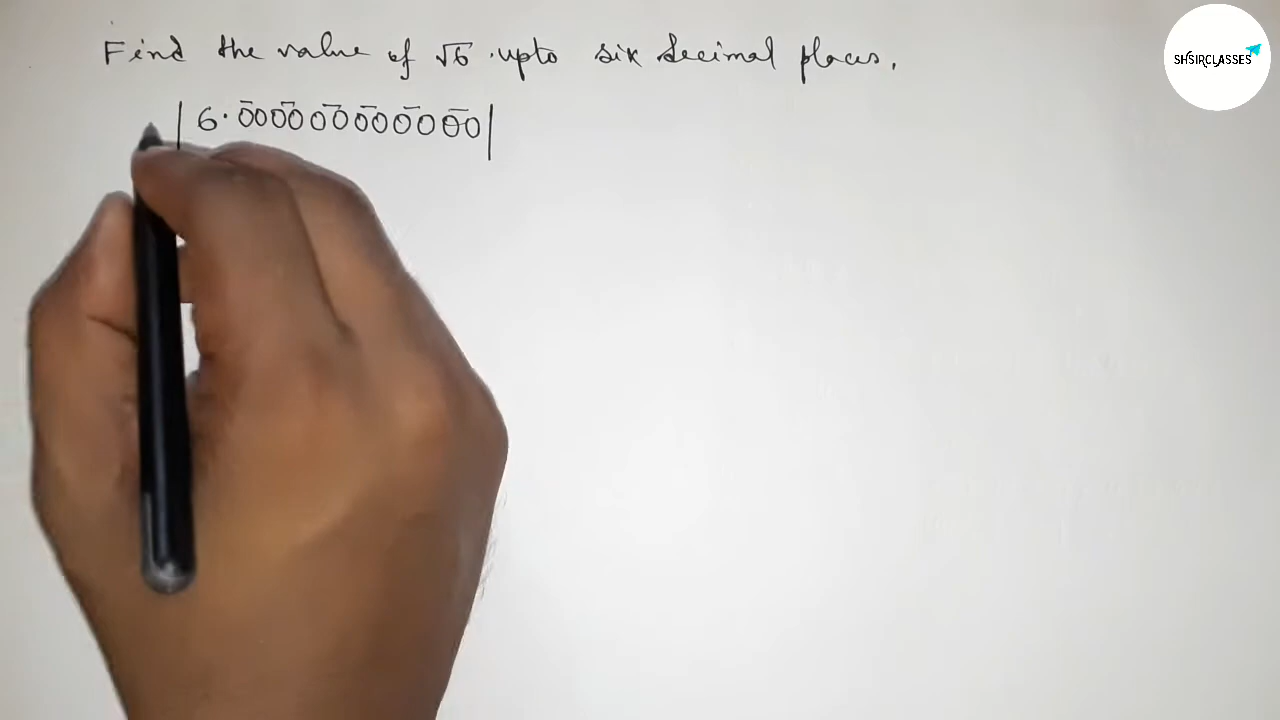 Find the value of √6 . upto six decimal places.
| 6.000000000000 |
SHSIRCLASSES